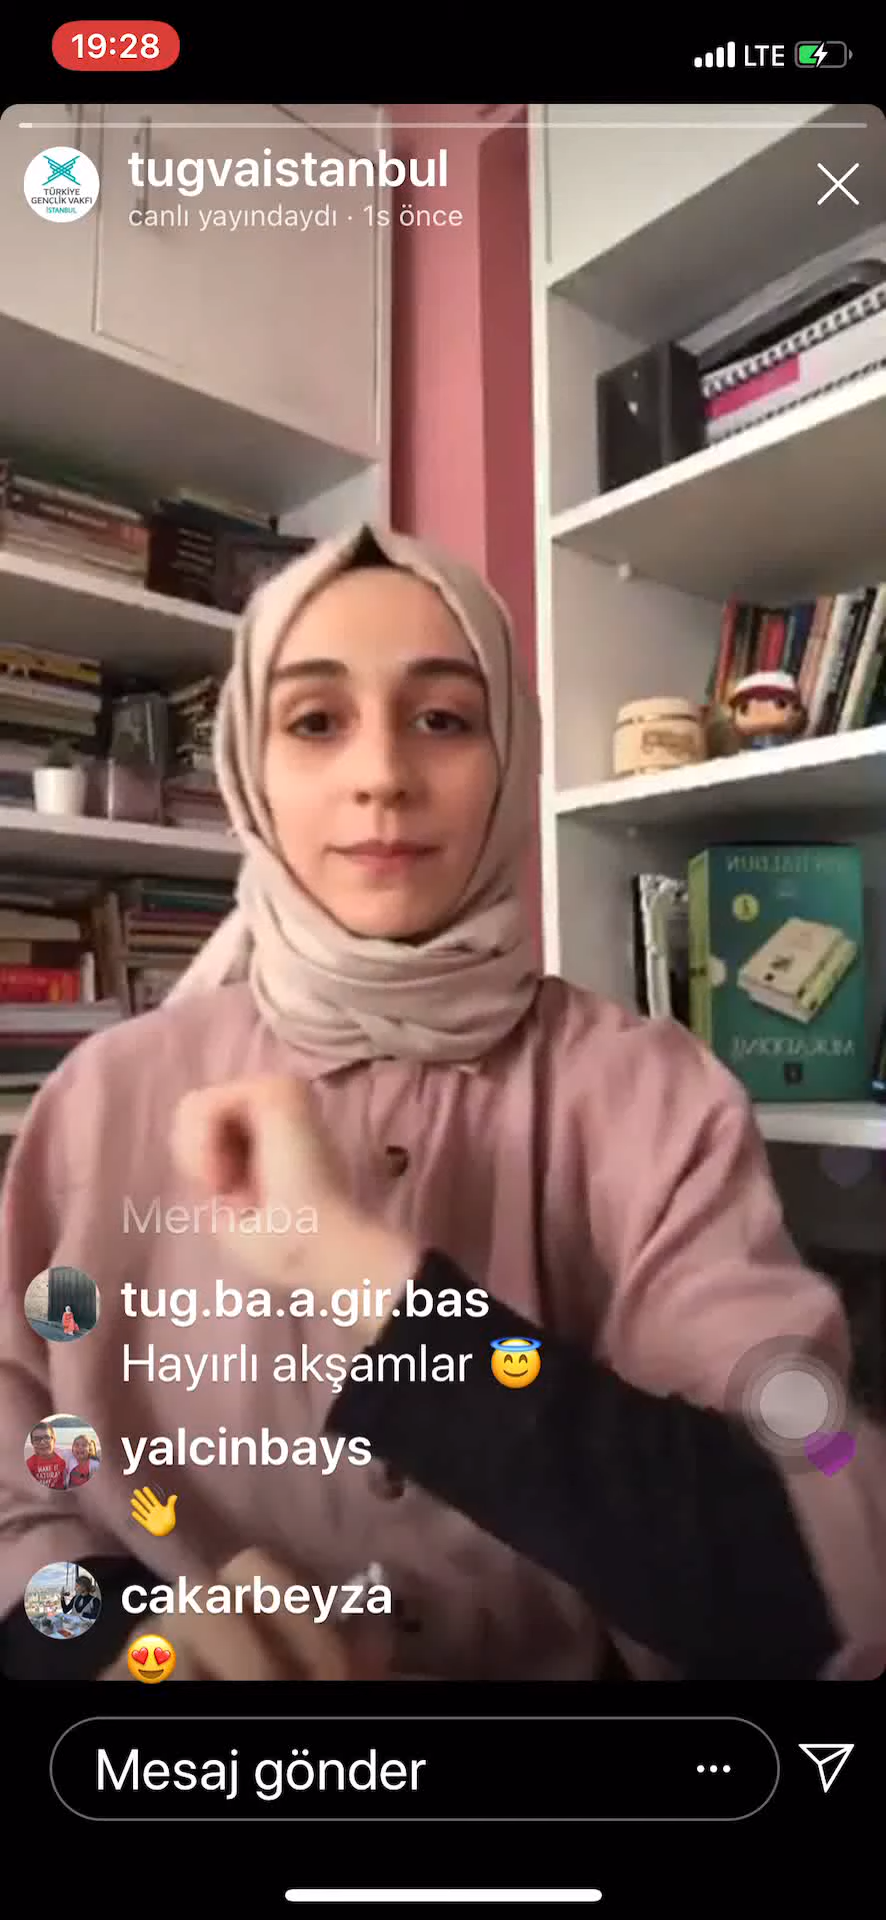 19:28
LTE
TÜRKİYE
GENÇLİK VAKFI
İSTANBUL
tugvaistanbul
canlı yayındaydı · 1s önce
Merhaba
tug.ba.a.gir.bas
Hayırlı akşamlar 😇
yalcinbays
👋
cakarbeyza
😍
Mesaj gönder